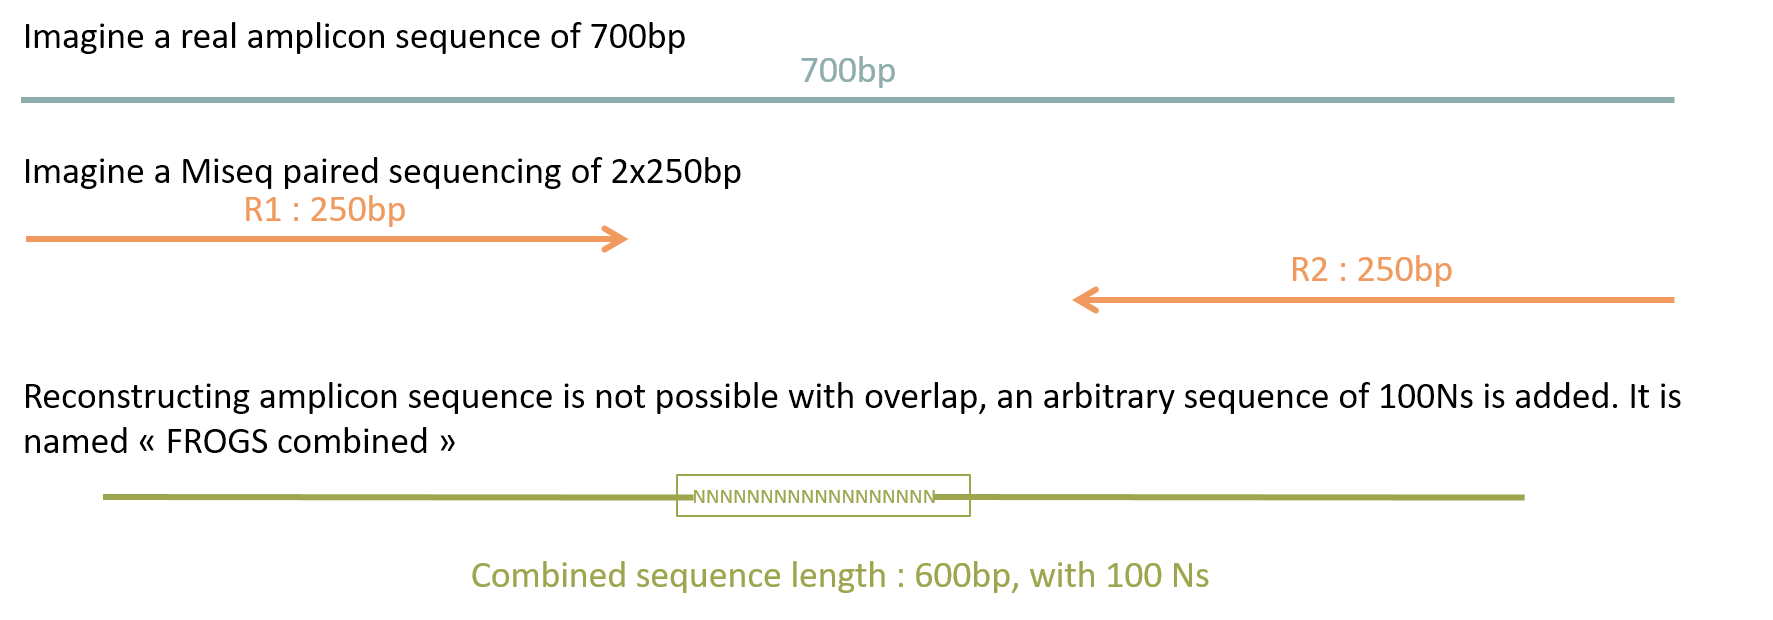 Imagine a real amplicon sequence of 700bp
700bp
Imagine a Miseq paired sequencing of 2x250bp
R1 : 250bp
R2 : 250bp
Reconstructing amplicon sequence is not possible with overlap, an arbitrary sequence of 100Ns is added. It is
named « FROGS combined »
NNNNNNNNNNNNNNNNNN
Combined sequence length : 600bp, with 100 Ns